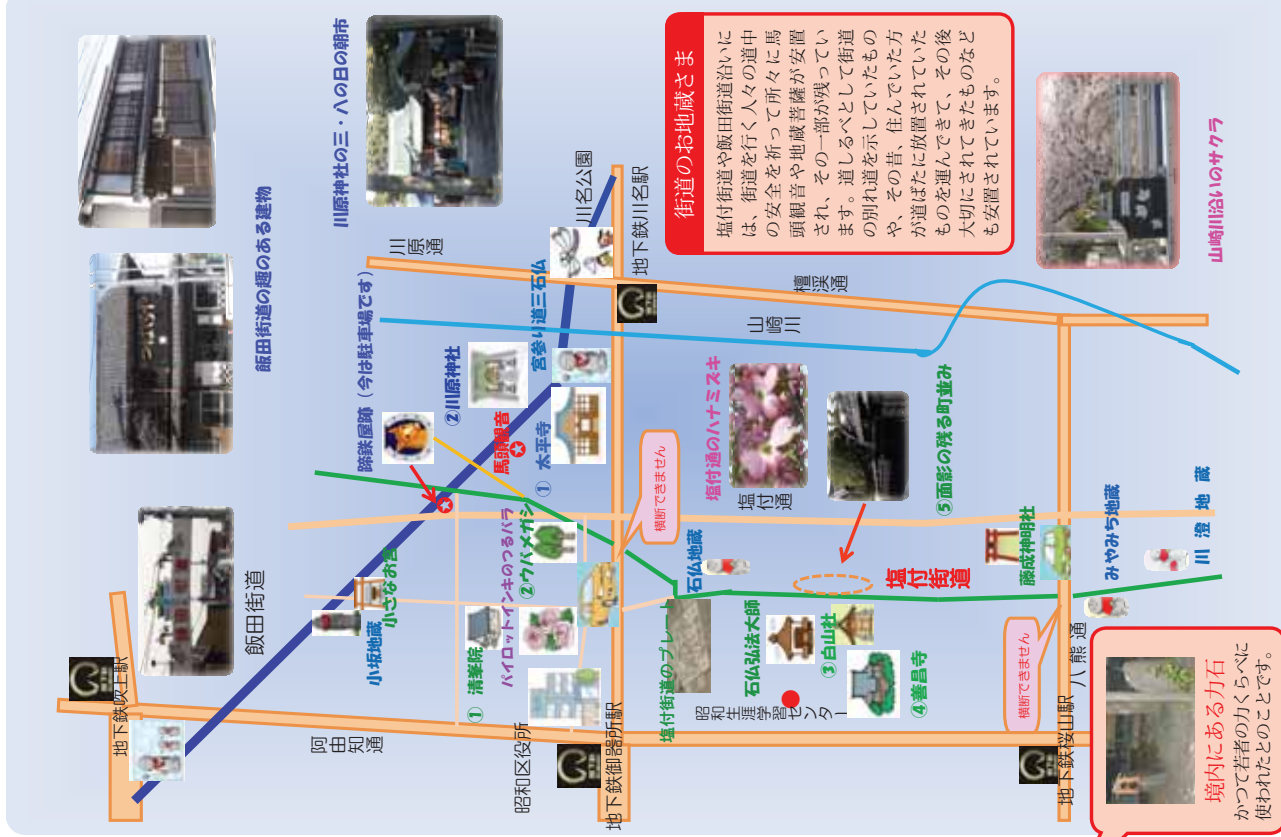 飯田街道の趣のある建物
川原神社の三・八の日の朝市
街道のお地蔵さま
塩付街道や飯田街道沿いに
は、街道を行く人々の道中
の安全を祈って所々に馬
頭観音や地蔵菩薩が安置
され、その一部が残ってい
ます。道しるべとして街道
の別れ道を示していたもの
や、その昔、住んでいた方
が道ばたに放置されていた
ものを運んできて、その後
大切にされてきたものなど
も安置されています。
山崎川沿いのサクラ
川名公園
川原通
地下鉄川名駅
檀渓通
山崎川
宮参り道三石仏
②川原神社
蹄鉄屋跡(今は駐車場です)
馬頭観音
① 太平寺
飯田街道
地下鉄吹上駅
小坂地蔵
小さなお宮
阿由知通
① 清峯院
パイロットインキのつるバラ
②ウバメガシ
昭和区役所
地下鉄御器所駅
横断できません
塩付通のハナミズキ
塩付通
⑤面影の残る町並み
石仏地蔵
塩付街道のプレート
塩付街道
石仏弘法大師
③白山社
④善昌寺
昭和生涯学習センター
藤成神明社
みやみち地蔵
川澄地蔵
横断できません
八熊通
地下鉄桜山駅
境内にある力石
かつて若者の力くらべに
使われたとのことです。